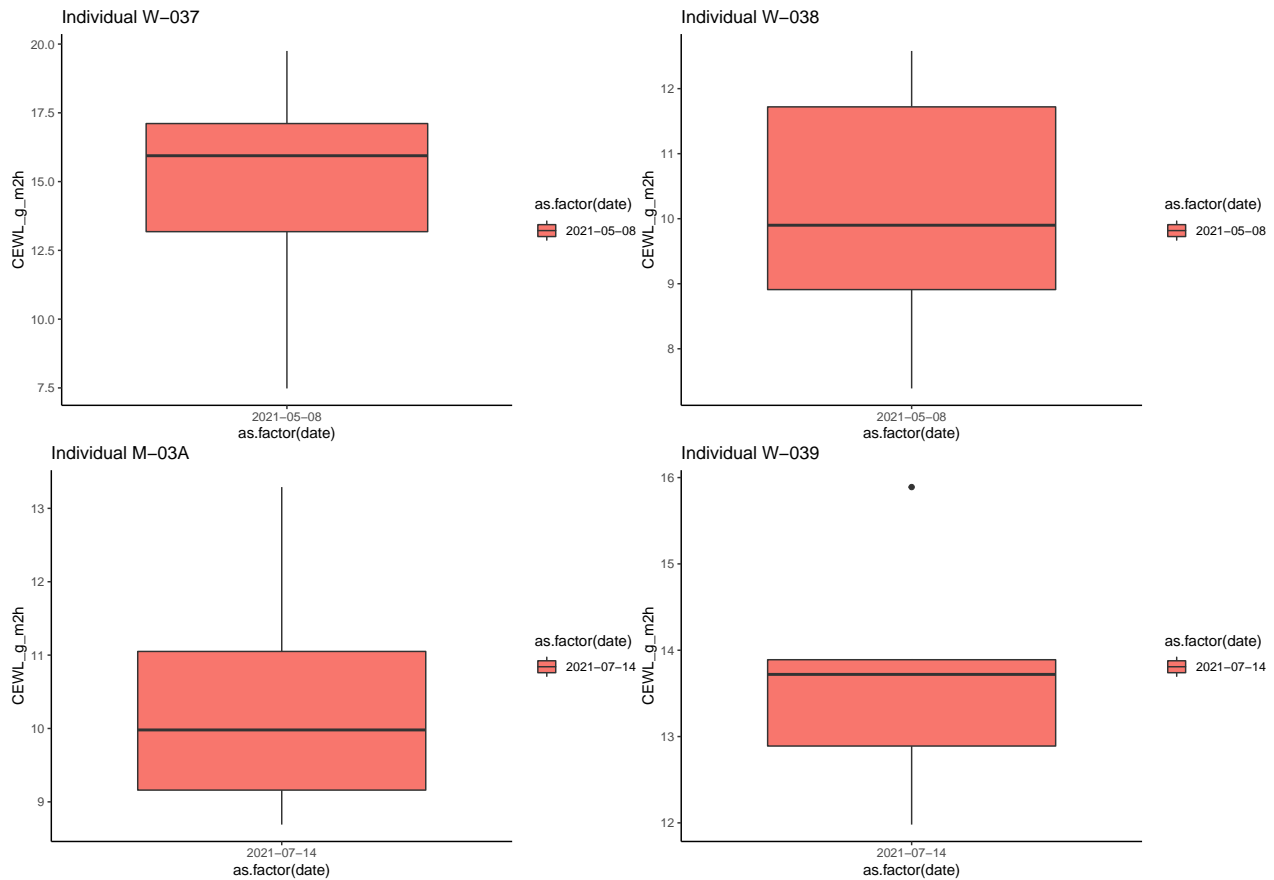 Individual W−037
CEWL_g_m2h
20.0
17.5
15.0
12.5
10.0
7.5
2021−05−08
as.factor(date)
as.factor(date)
2021−05−08
Individual W−038
CEWL_g_m2h
12
11
10
9
8
2021−05−08
as.factor(date)
as.factor(date)
2021−05−08
Individual M−03A
CEWL_g_m2h
13
12
11
10
9
2021−07−14
as.factor(date)
as.factor(date)
2021−07−14
Individual W−039
CEWL_g_m2h
16
15
14
13
12
2021−07−14
as.factor(date)
as.factor(date)
2021−07−14